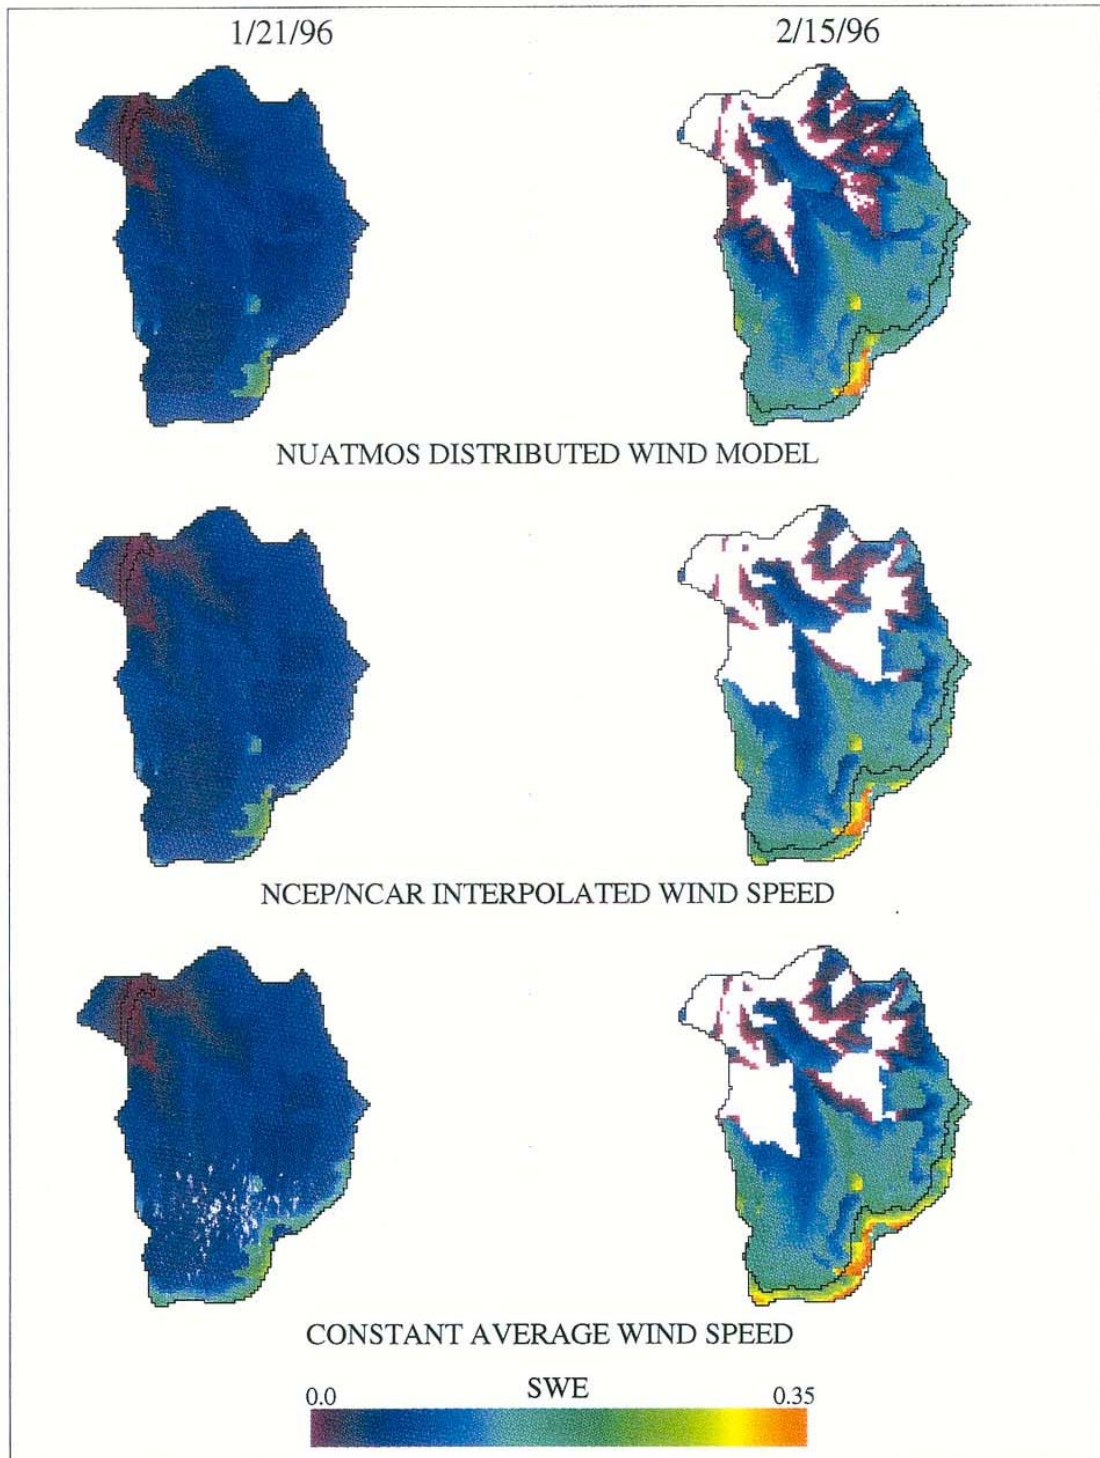 1/21/96 2/15/96
NUATMOS DISTRIBUTED WIND MODEL
NCEP/NCAR INTERPOLATED WIND SPEED
CONSTANT AVERAGE WIND SPEED
SWE
0.0 0.35